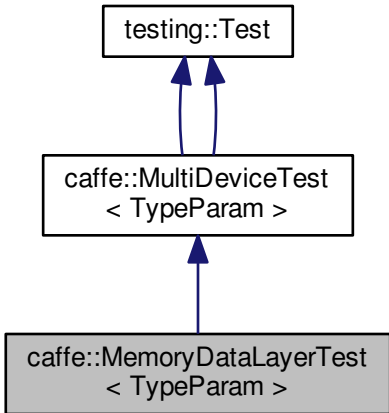 testing::Test
caffe::MultiDeviceTest
< TypeParam >
caffe::MemoryDataLayerTest
< TypeParam >